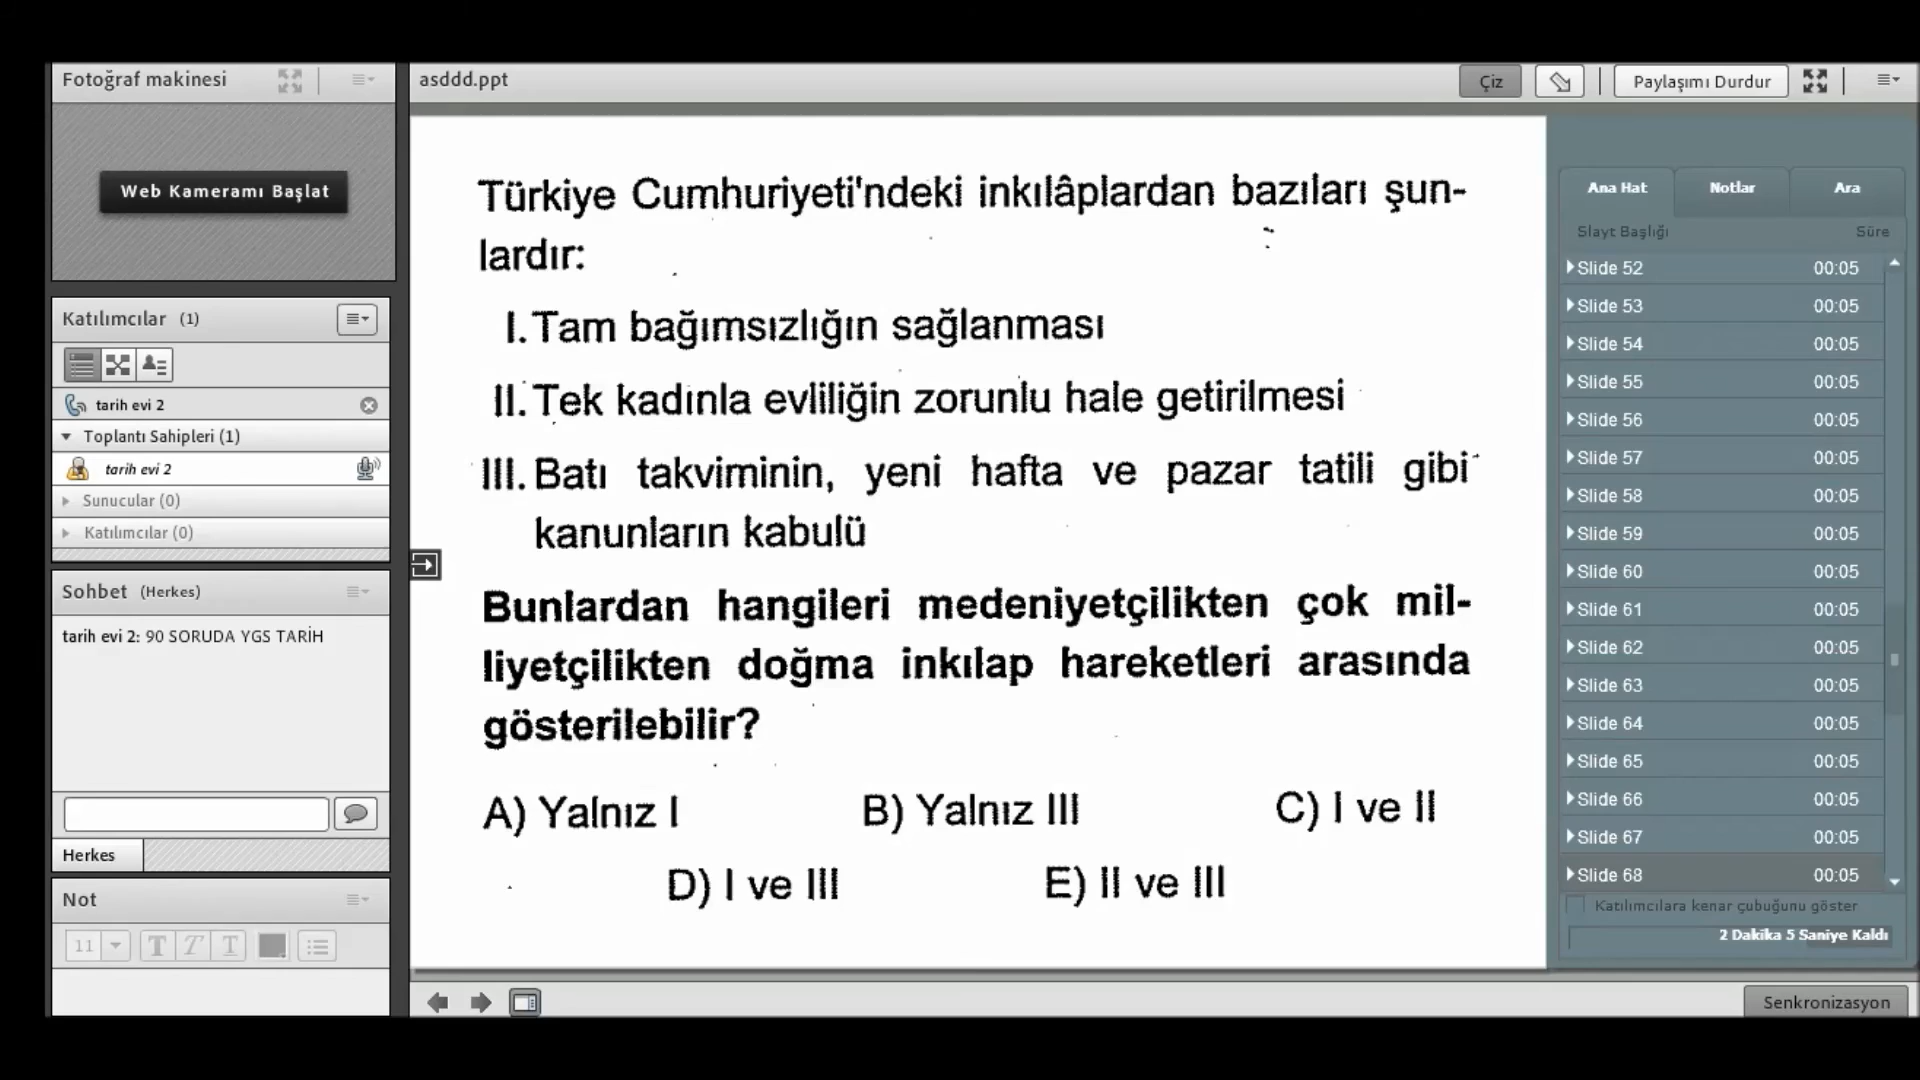 Fotoğraf makinesi
Web Kameramı Başlat
Katılımcılar (1)
tarih evi 2
Toplantı Sahipleri (1)
tarih evi 2
Sunucular (0)
Katılımcılar (0)
Sohbet (Herkes)
tarih evi 2: 90 SORUDA YGS TARİH
Herkes
Not
11
asddd.ppt
Çiz
Paylaşımı Durdur
Türkiye Cumhuriyeti'ndeki inkılâplardan bazıları şun-
lardır:
I. Tam bağımsızlığın sağlanması
II. Tek kadınla evliliğin zorunlu hale getirilmesi
III. Batı takviminin, yeni hafta ve pazar tatili gibi
kanunların kabulü
Bunlardan hangileri medeniyetçilikten çok mil-
liyetçilikten doğma inkılap hareketleri arasında
gösterilebilir?
A) Yalnız I B) Yalnız III C) I ve II
D) I ve III E) II ve III
Ana Hat Notlar Ara
Slayt Başlığı Süre
Slide 52 00:05
Slide 53 00:05
Slide 54 00:05
Slide 55 00:05
Slide 56 00:05
Slide 57 00:05
Slide 58 00:05
Slide 59 00:05
Slide 60 00:05
Slide 61 00:05
Slide 62 00:05
Slide 63 00:05
Slide 64 00:05
Slide 65 00:05
Slide 66 00:05
Slide 67 00:05
Slide 68 00:05
Katılımcılara kenar çubuğunu göster
2 Dakika 5 Saniye Kaldı
Senkronizasyon